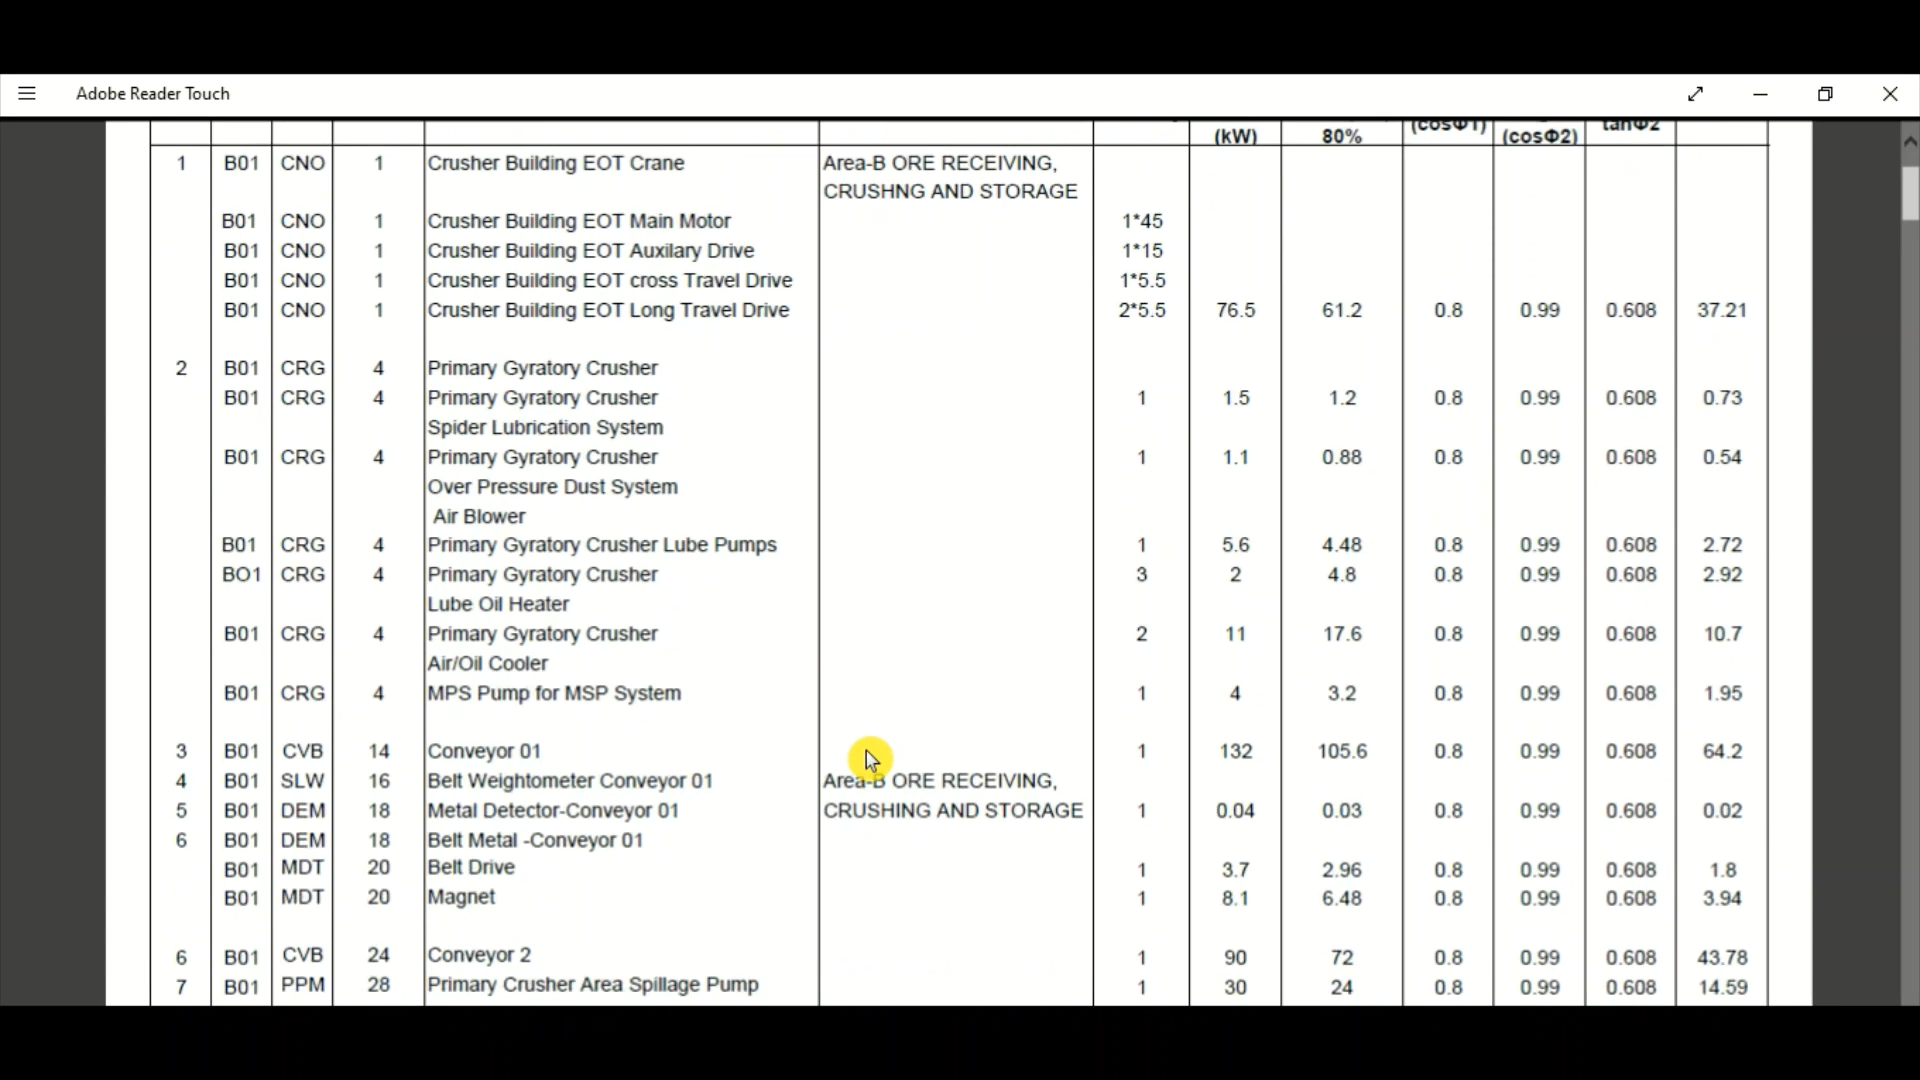 Adobe Reader Touch
(kW) 80% (cosΦ1) (cosΦ2) tanΦ2
1 B01 CNO 1 Crusher Building EOT Crane Area-B ORE RECEIVING,
CRUSHNG AND STORAGE
B01 CNO 1 Crusher Building EOT Main Motor 1*45
B01 CNO 1 Crusher Building EOT Auxilary Drive 1*15
B01 CNO 1 Crusher Building EOT cross Travel Drive 1*5.5
B01 CNO 1 Crusher Building EOT Long Travel Drive 2*5.5 76.5 61.2 0.8 0.99 0.608 37.21
2 B01 CRG 4 Primary Gyratory Crusher
B01 CRG 4 Primary Gyratory Crusher 1 1.5 1.2 0.8 0.99 0.608 0.73
Spider Lubrication System
B01 CRG 4 Primary Gyratory Crusher 1 1.1 0.88 0.8 0.99 0.608 0.54
Over Pressure Dust System
Air Blower
B01 CRG 4 Primary Gyratory Crusher Lube Pumps 1 5.6 4.48 0.8 0.99 0.608 2.72
BO1 CRG 4 Primary Gyratory Crusher 3 2 4.8 0.8 0.99 0.608 2.92
Lube Oil Heater
B01 CRG 4 Primary Gyratory Crusher 2 11 17.6 0.8 0.99 0.608 10.7
Air/Oil Cooler
B01 CRG 4 MPS Pump for MSP System 1 4 3.2 0.8 0.99 0.608 1.95
3 B01 CVB 14 Conveyor 01 1 132 105.6 0.8 0.99 0.608 64.2
4 B01 SLW 16 Belt Weightometer Conveyor 01 Area-B ORE RECEIVING,
5 B01 DEM 18 Metal Detector-Conveyor 01 CRUSHING AND STORAGE 1 0.04 0.03 0.8 0.99 0.608 0.02
6 B01 DEM 18 Belt Metal -Conveyor 01
B01 MDT 20 Belt Drive 1 3.7 2.96 0.8 0.99 0.608 1.8
B01 MDT 20 Magnet 1 8.1 6.48 0.8 0.99 0.608 3.94
6 B01 CVB 24 Conveyor 2 1 90 72 0.8 0.99 0.608 43.78
7 B01 PPM 28 Primary Crusher Area Spillage Pump 1 30 24 0.8 0.99 0.608 14.59